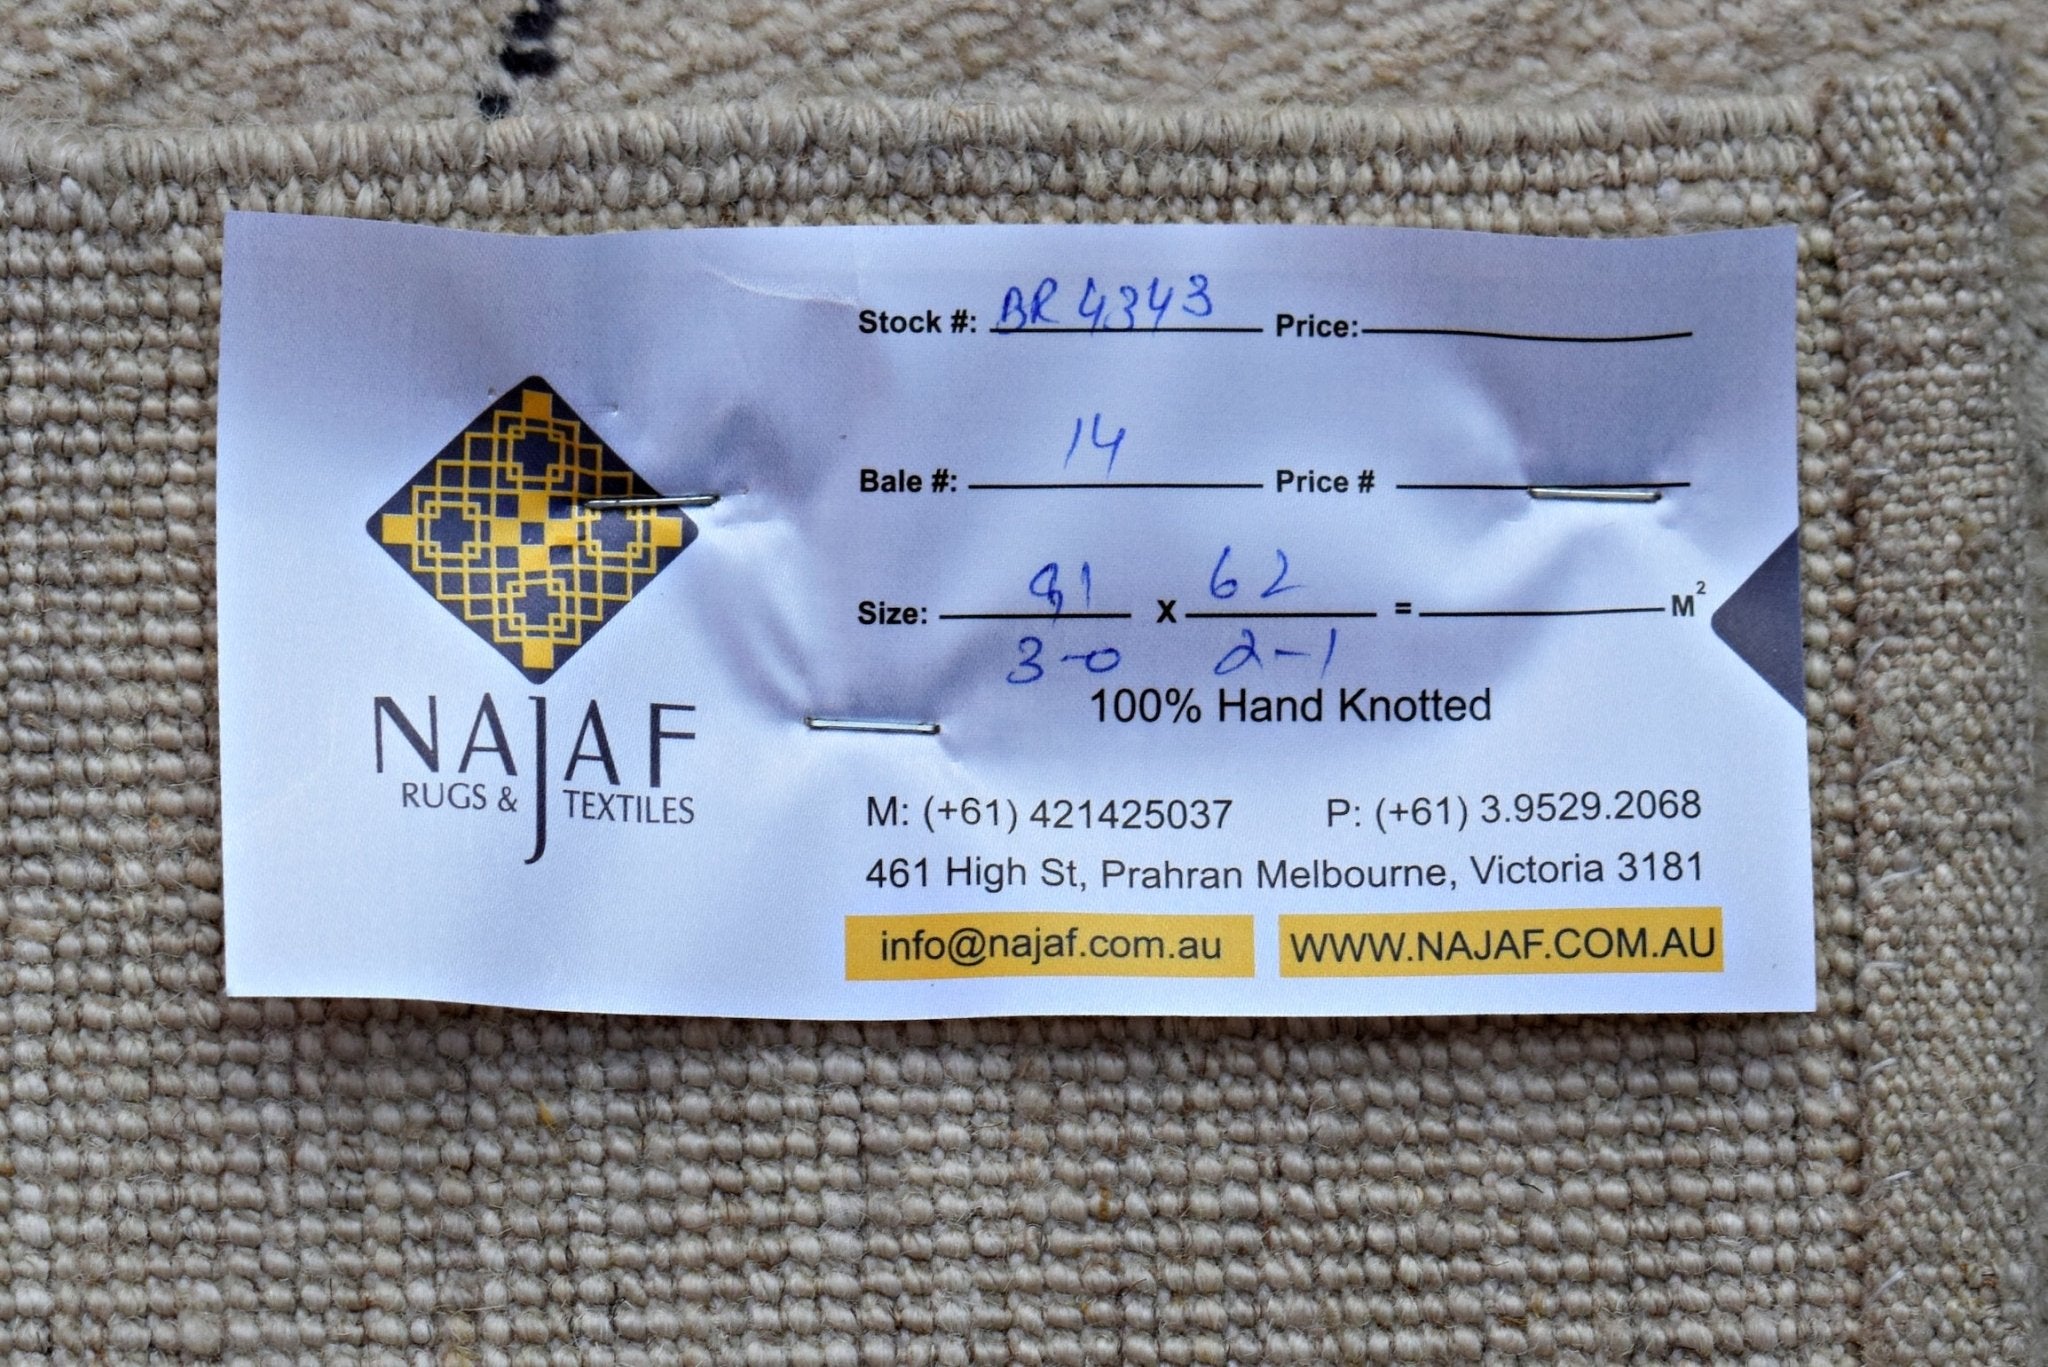 Stock #: BR 4343 Price:
Bale #: 14 Price #
Size: 91 x 62 = M²
3-0 2-1
100% Hand Knotted
NAJAF
RUGS & TEXTILES
M: (+61) 421425037 P: (+61) 3.9529.2068
461 High St, Prahran Melbourne, Victoria 3181
info@najaf.com.au WWW.NAJAF.COM.AU